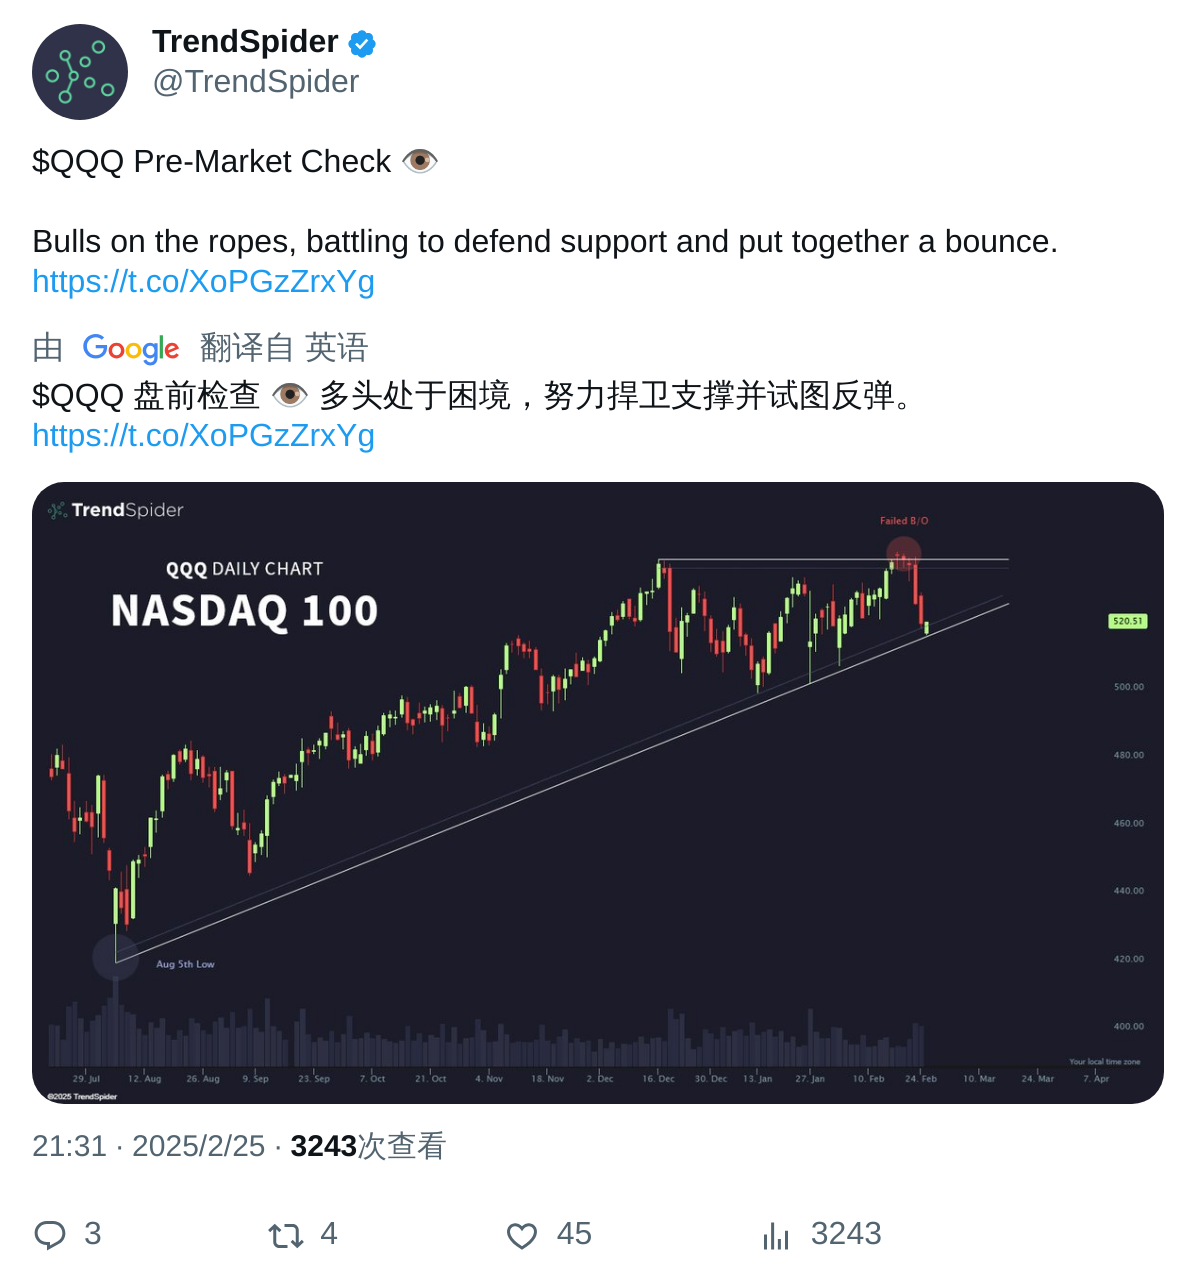 TrendSpider
@TrendSpider
$QQQ Pre-Market Check 👁️
Bulls on the ropes, battling to defend support and put together a bounce.
https://t.co/XoPGzZrxYg
由 Google 翻译自 英语
$QQQ 盘前检查 👁️ 多头处于困境，努力捍卫支撑并试图反弹。
https://t.co/XoPGzZrxYg
TrendSpider
Failed B/O
QQQ DAILY CHART
NASDAQ 100
520.51
500.00
480.00
460.00
440.00
420.00
Aug 5th Low
400.00
Your local time zone
29. Jul 12. Aug 26. Aug 9. Sep 23. Sep 7. Oct 21. Oct 4. Nov 18. Nov 2. Dec 16. Dec 30. Dec 13. Jan 27. Jan 10. Feb 24. Feb 10. Mar 24. Mar 7. Apr
©2025 TrendSpider
21:31 · 2025/2/25 · 3243次查看
3 4 45 3243